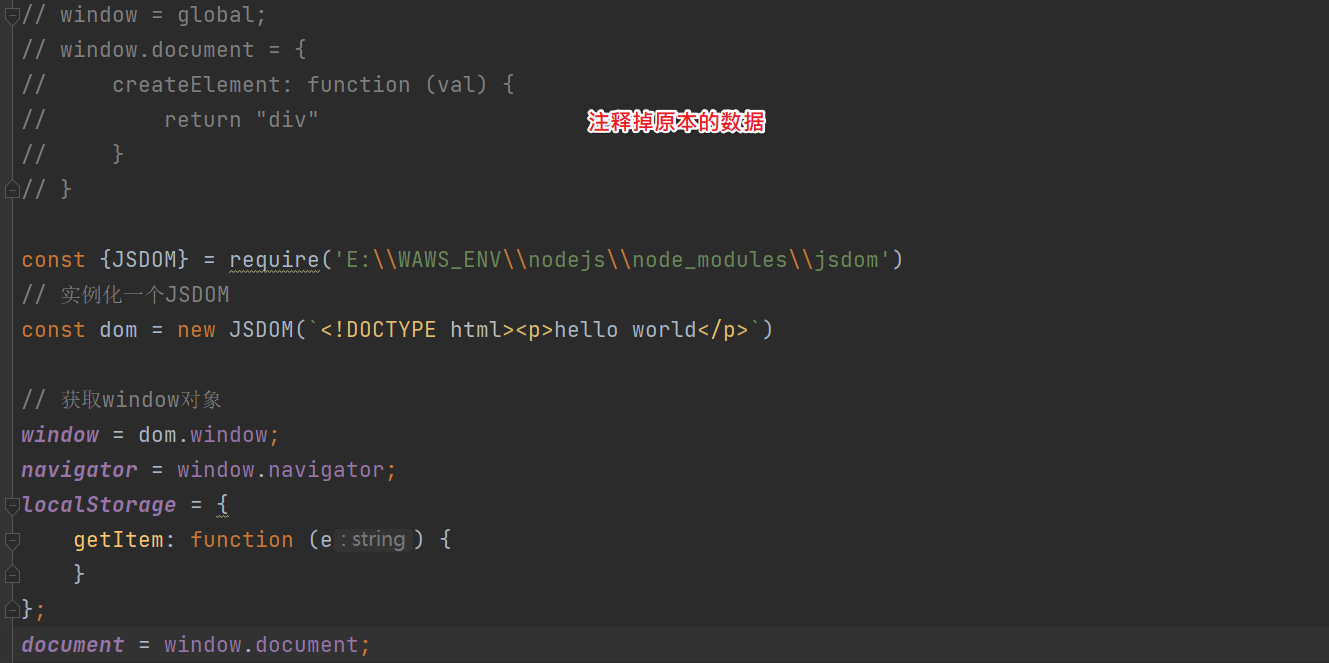 // window = global;
// window.document = {
//     createElement: function (val) {
//         return "div"
注释掉原本的数据
//     }
// }
const {JSDOM} = require('E:\\WAWS_ENV\\nodejs\\node_modules\\jsdom')
// 实例化一个JSDOM
const dom = new JSDOM(`<!DOCTYPE html><p>hello world</p>`)
// 获取window对象
window = dom.window;
navigator = window.navigator;
localStorage = {
    getItem: function (e : string ) {
    }
};
document = window.document;